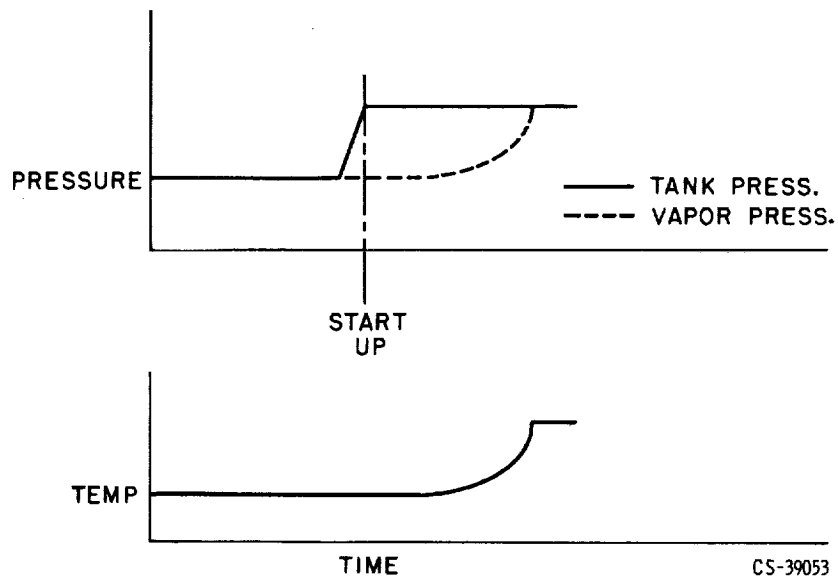 PRESSURE
TANK PRESS.
VAPOR PRESS.
START
UP
TEMP
TIME
CS-39053